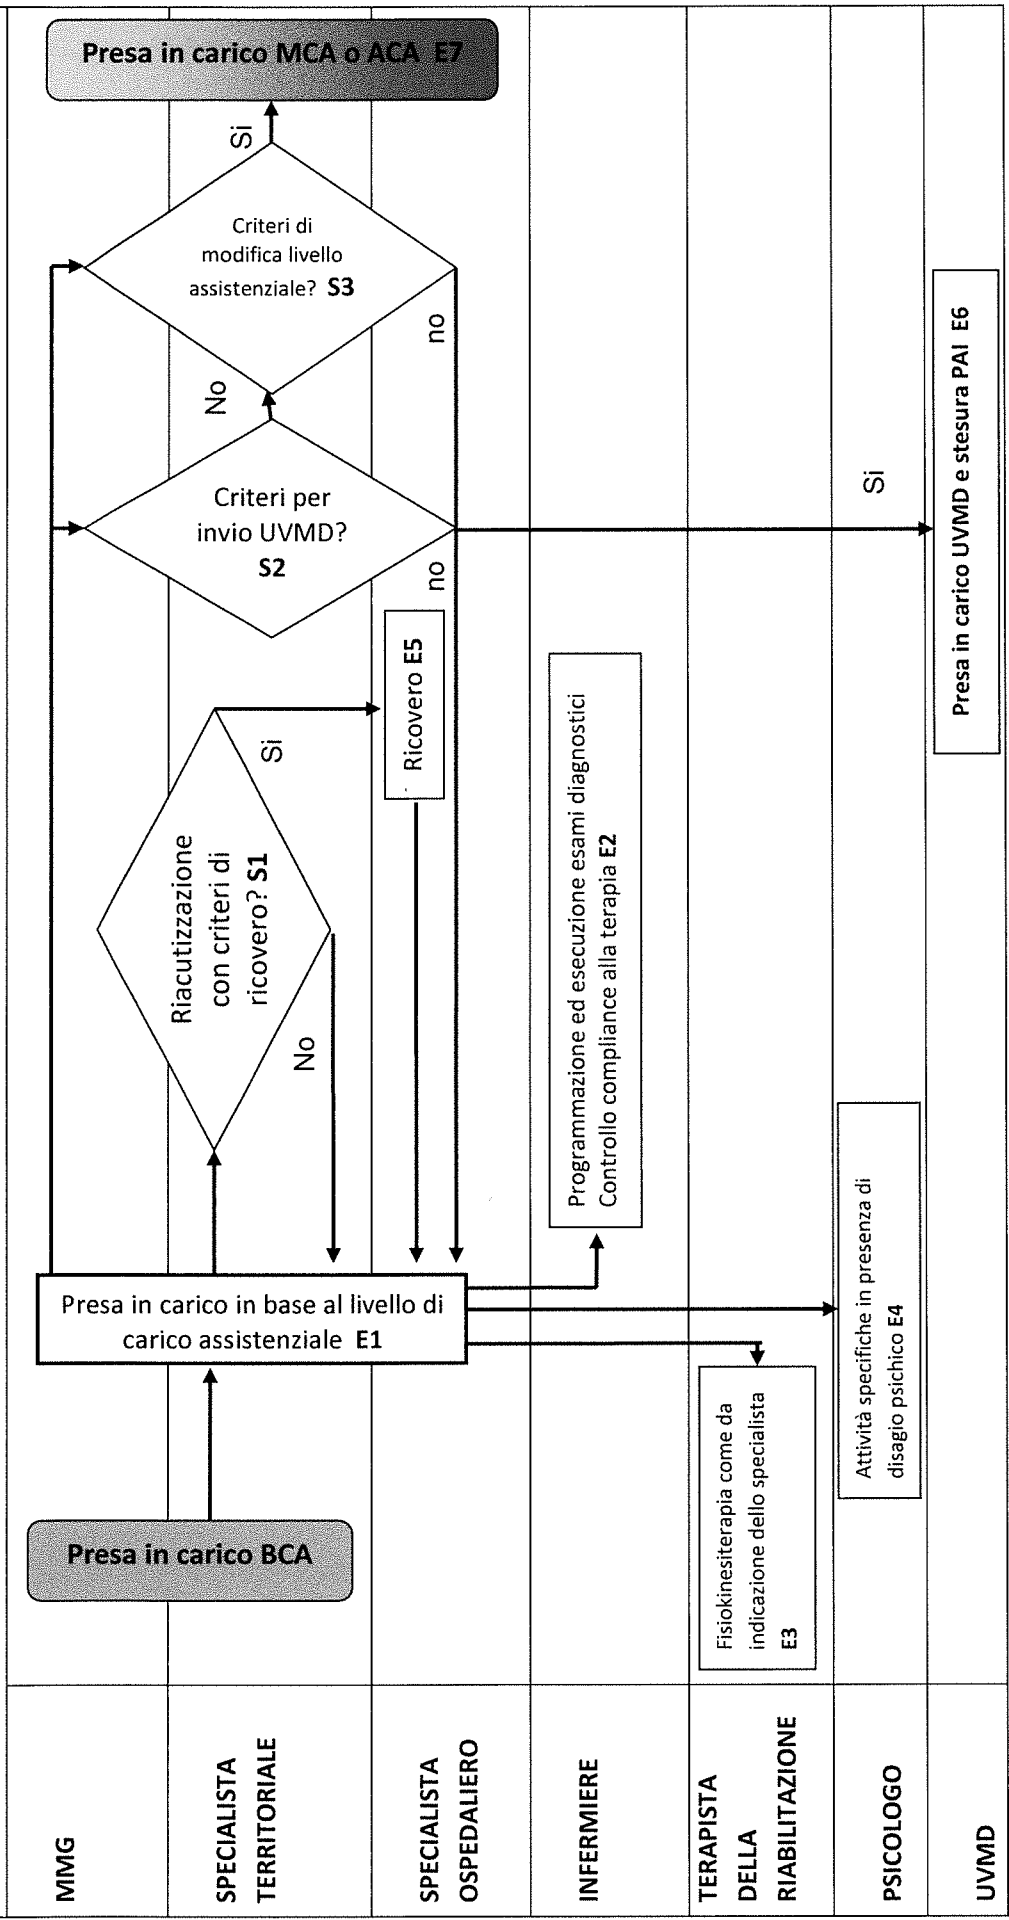 MMG
SPECIALISTA
TERRITORIALE
SPECIALISTA
OSPEDALIERO
INFERMIERE
TERAPISTA
DELLA
RIABILITAZIONE
PSICOLOGO
UVMD
Presa in carico BCA
Presa in carico in base al livello di
carico assistenziale E1
Riacutizzazione
con criteri di
ricovero? S1
No
Si
Ricovero E5
Criteri per
invio UVMD?
S2
no
No
Si
Criteri di
modifica livello
assistenziale? S3
no
Si
Presa in carico MCA o ACA E7
Programmazione ed esecuzione esami diagnostici
Controllo compliance alla terapia E2
Fisiokinesiterapia come da
indicazione dello specialista
E3
Attività specifiche in presenza di
disagio psichico E4
Presa in carico UVMD e stesura PAI E6